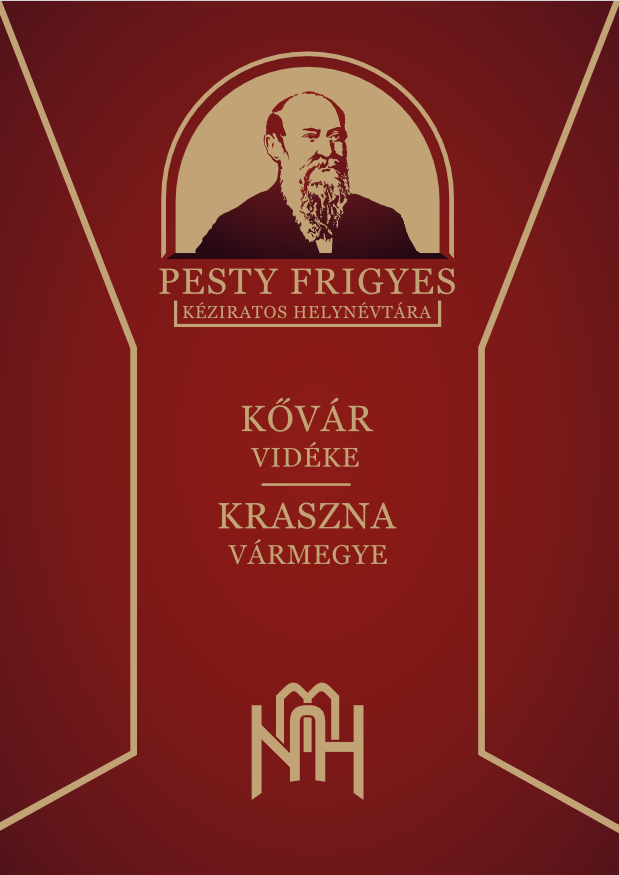 PESTY FRIGYES
KÉZIRATOS HELYNÉVTÁRA
KŐVÁR
VIDÉKE
KRASZNA
VÁRMEGYE